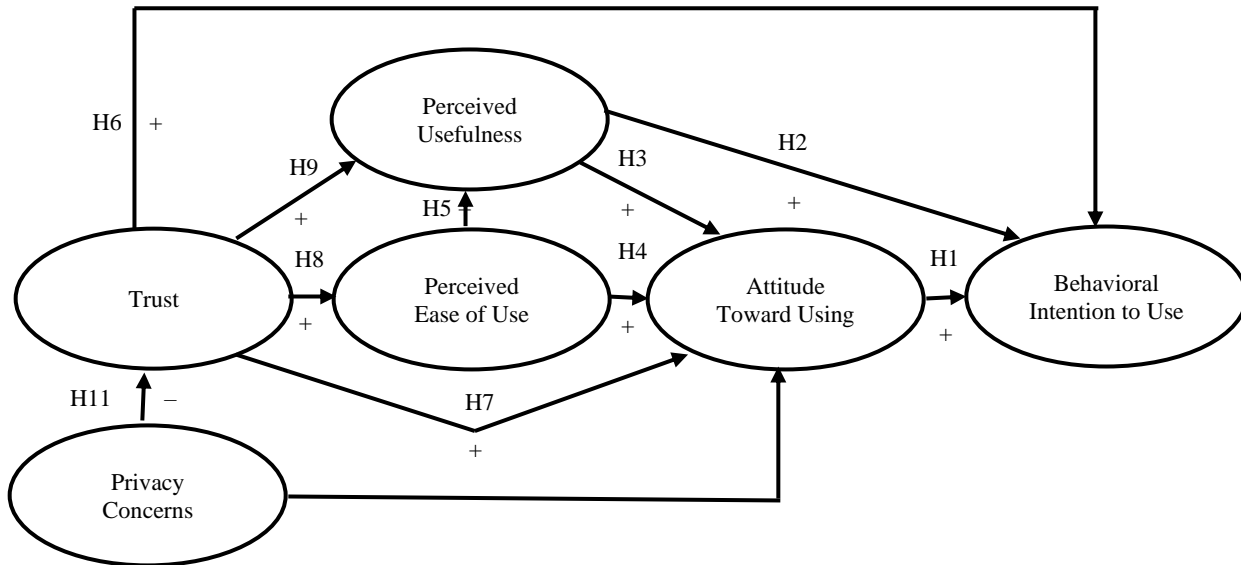 H6 +
Perceived
Usefulness
H9
+
H3
+
H2
+
H5 +
Trust
H8
+
Perceived
Ease of Use
H4
+
Attitude
Toward Using
H1
+
Behavioral
Intention to Use
H11 –
H7
+
Privacy
Concerns